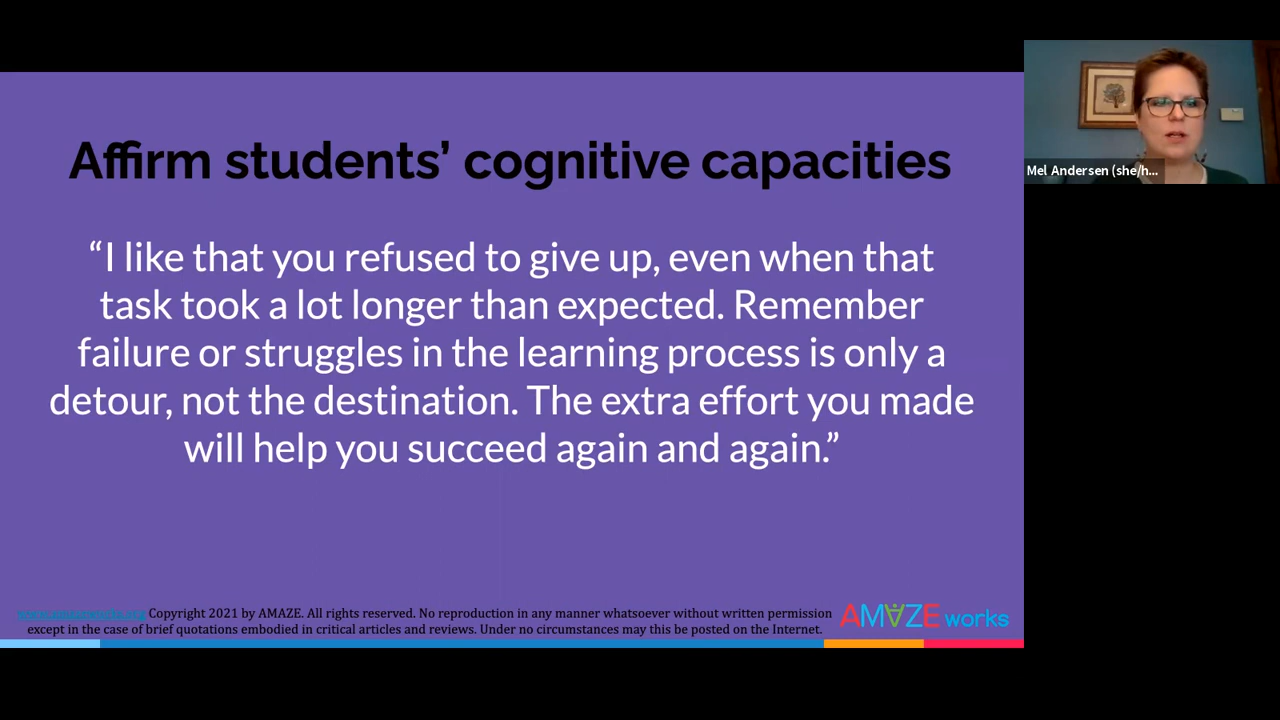 Affirm students’ cognitive capacities
“I like that you refused to give up, even when that
task took a lot longer than expected. Remember
failure or struggles in the learning process is only a
detour, not the destination. The extra effort you made
will help you succeed again and again.”
www.amazeworks.org Copyright 2021 by AMAZE. All rights reserved. No reproduction in any manner whatsoever without written permission
except in the case of brief quotations embodied in critical articles and reviews. Under no circumstances may this be posted on the Internet.
AMAZE works
Mel Andersen (she/h...